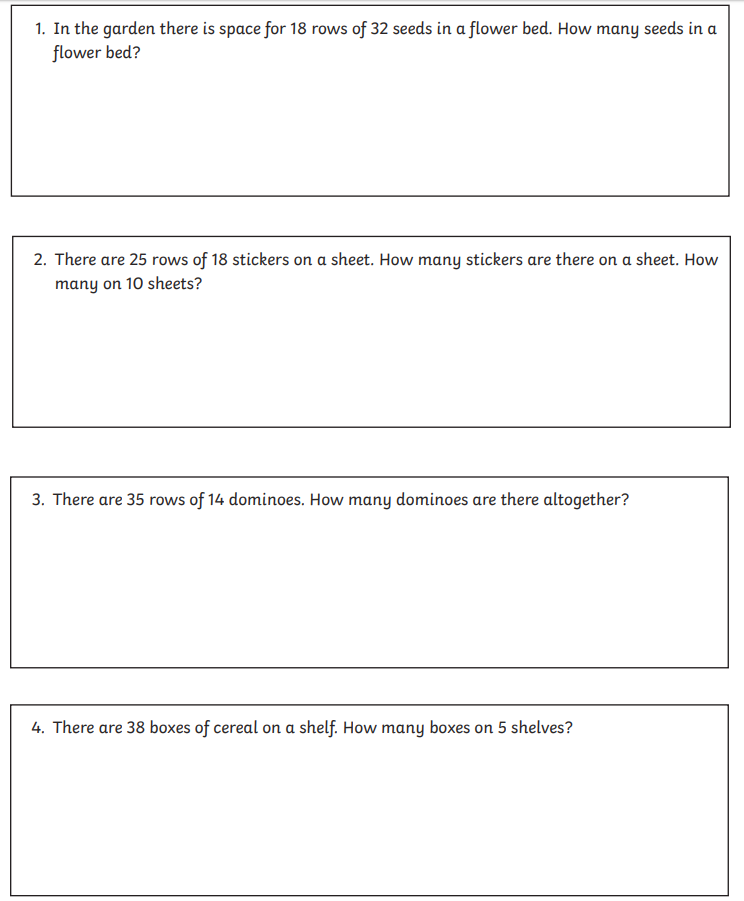 1. In the garden there is space for 18 rows of 32 seeds in a flower bed. How many seeds in a
flower bed?
2. There are 25 rows of 18 stickers on a sheet. How many stickers are there on a sheet. How
many on 10 sheets?
3. There are 35 rows of 14 dominoes. How many dominoes are there altogether?
4. There are 38 boxes of cereal on a shelf. How many boxes on 5 shelves?